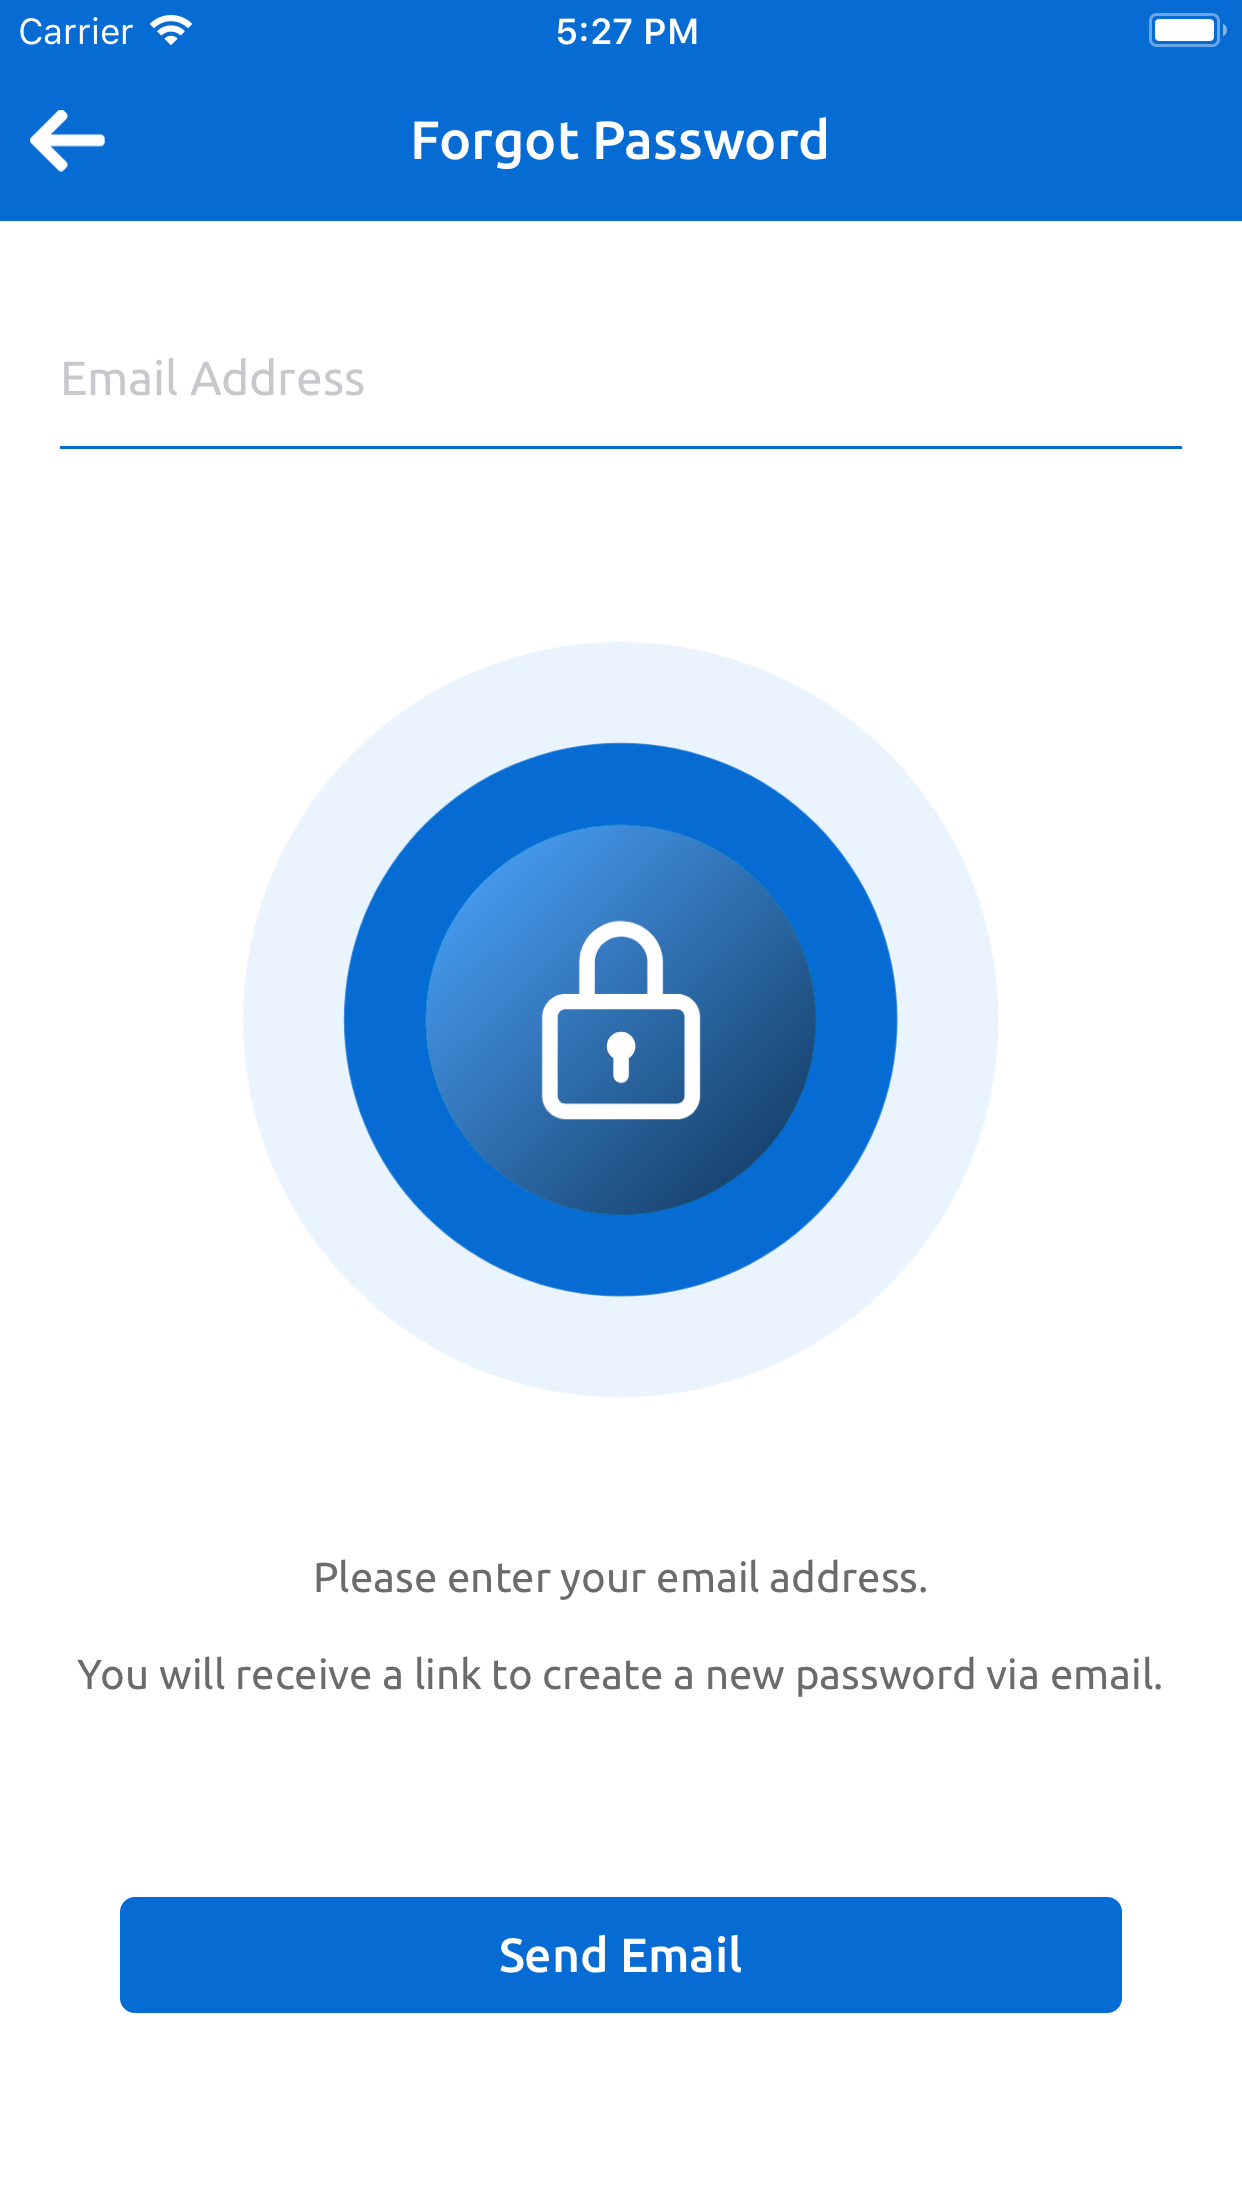 Carrier 5:27 PM
Forgot Password
Email Address
Please enter your email address.
You will receive a link to create a new password via email.
Send Email